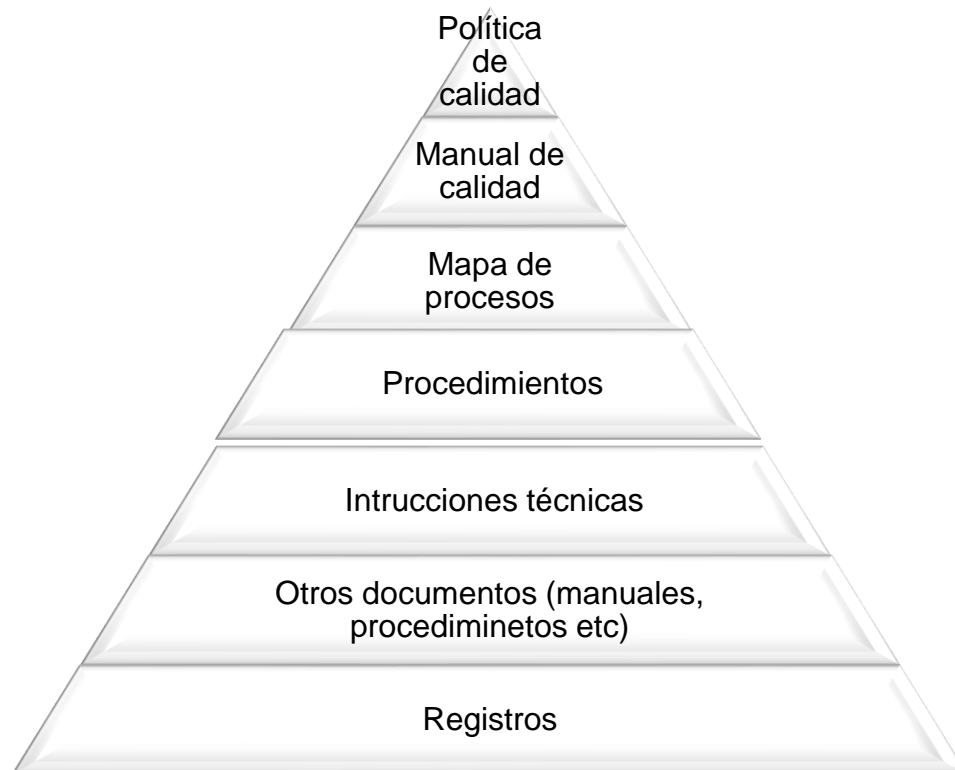 Política
de
calidad
Manual de
calidad
Mapa de
procesos
Procedimientos
Intrucciones técnicas
Otros documentos (manuales,
procediminetos etc)
Registros